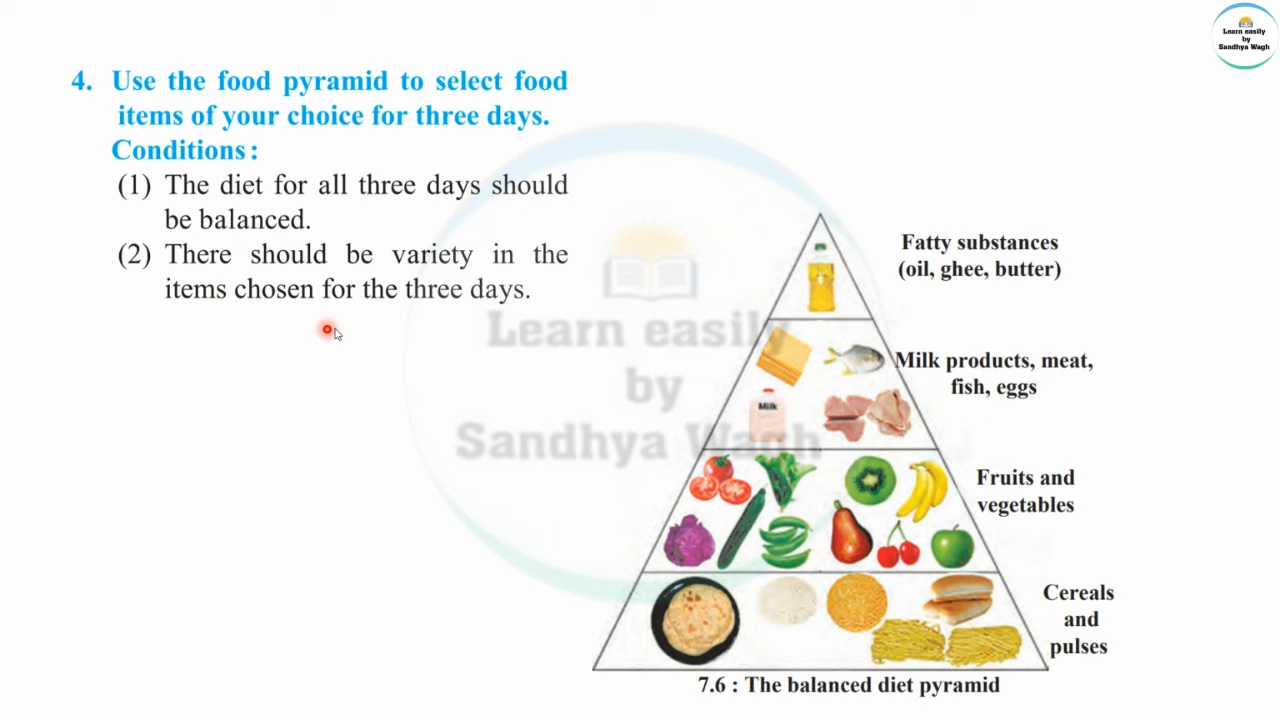 Learn easily
by
Sandhya Wagh
4. Use the food pyramid to select food
items of your choice for three days.
Conditions :
(1) The diet for all three days should
be balanced.
(2) There should be variety in the
items chosen for the three days.
Fatty substances
(oil, ghee, butter)
Learn easily
by
Sandhya Wagh
Milk products, meat,
fish, eggs
Milk
Fruits and
vegetables
Cereals
and
pulses
7.6 : The balanced diet pyramid